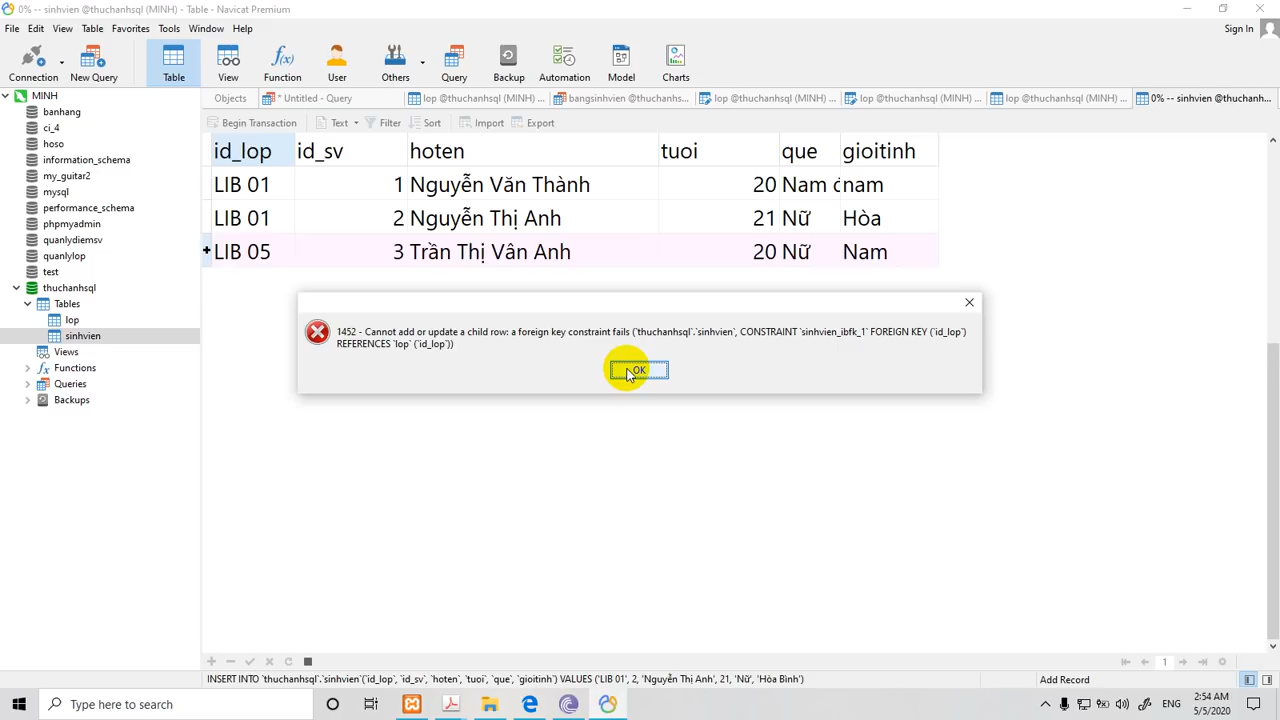 0% -- sinhvien @thuchanhsql (MINH) - Table - Navicat Premium
File Edit View Table Favorites Tools Window Help
Sign In
Connection New Query Table View Function User Others Query Backup Automation Model Charts
MINH
Objects * Untitled - Query lop @thuchanhsql (MINH) ... bangsinhvien @thuchanhs... lop @thuchanhsql (MINH) ... lop @thuchanhsql (MINH) ... lop @thuchanhsql (MINH) ... 0% -- sinhvien @thuchanh...
banhang
Begin Transaction Text Filter Sort Import Export
ci_4
hoso
information_schema
my_guitar2
mysql
performance_schema
phpmyadmin
quanlydiemsv
quanlylop
test
thuchanhsql
Tables
lop
sinhvien
Views
Functions
Queries
Backups
id_lop id_sv hoten tuoi que gioitinh
LIB 01 1 Nguyễn Văn Thành 20 Nam nam
LIB 01 2 Nguyễn Thị Anh 21 Nữ Hòa
LIB 05 3 Trần Thị Vân Anh 20 Nữ Nam
1452 - Cannot add or update a child row: a foreign key constraint fails (`thuchanhsql`.`sinhvien`, CONSTRAINT `sinhvien_ibfk_1` FOREIGN KEY (`id_lop`)
REFERENCES `lop` (`id_lop`))
OK
1
INSERT INTO `thuchanhsql`.`sinhvien`(`id_lop`, `id_sv`, `hoten`, `tuoi`, `que`, `gioitinh`) VALUES ('LIB 01', 2, 'Nguyễn Thị Anh', 21, 'Nữ', 'Hòa Bình')
Add Record
Type here to search
ENG
2:54 AM
5/5/2020